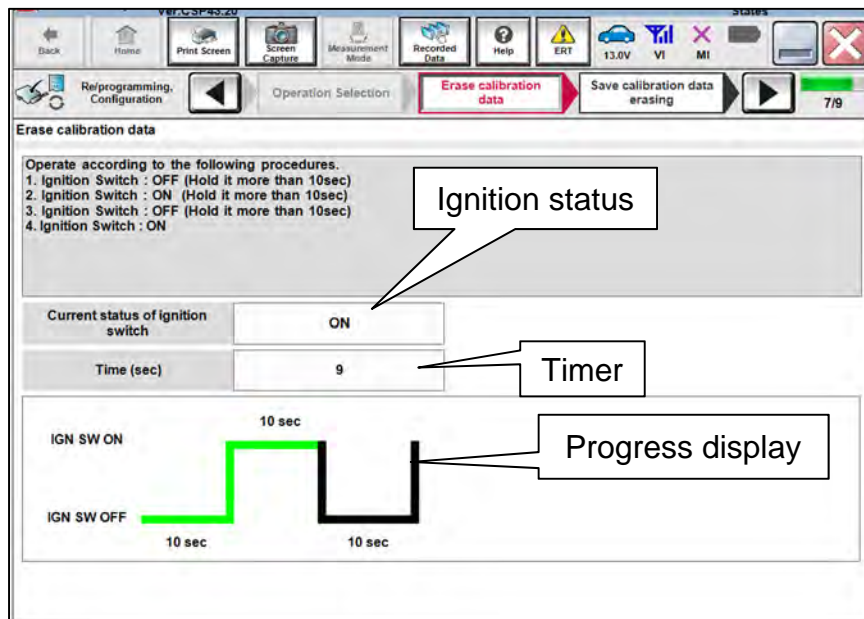 Ver.CSP43.20
States
Back
Home
Print Screen
Screen
Capture
Measurement
Mode
Recorded
Data
Help
ERT
13.0V
VI
MI
Re/programming,
Configuration
Operation Selection
Erase calibration
data
Save calibration data
erasing
7/9
Erase calibration data
Operate according to the following procedures.
1. Ignition Switch : OFF (Hold it more than 10sec)
2. Ignition Switch : ON (Hold it more than 10sec)
3. Ignition Switch : OFF (Hold it more than 10sec)
4. Ignition Switch : ON
Ignition status
Current status of ignition
switch
ON
Time (sec)
9
Timer
10 sec
IGN SW ON
Progress display
IGN SW OFF
10 sec
10 sec